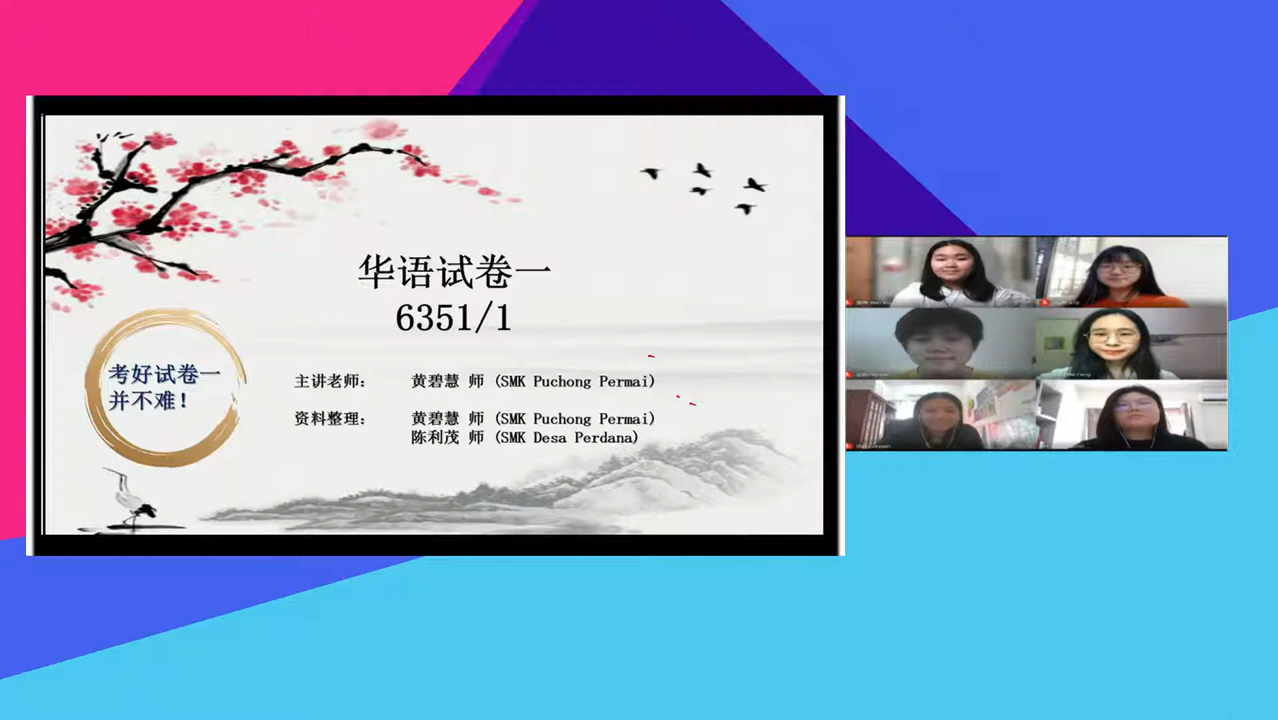 华语试卷一
6351/1
考好试卷一
并不难！
主讲老师： 黄碧慧 师 (SMK Puchong Permai)
资料整理： 黄碧慧 师 (SMK Puchong Permai)
陈利茂 师 (SMK Desa Perdana)